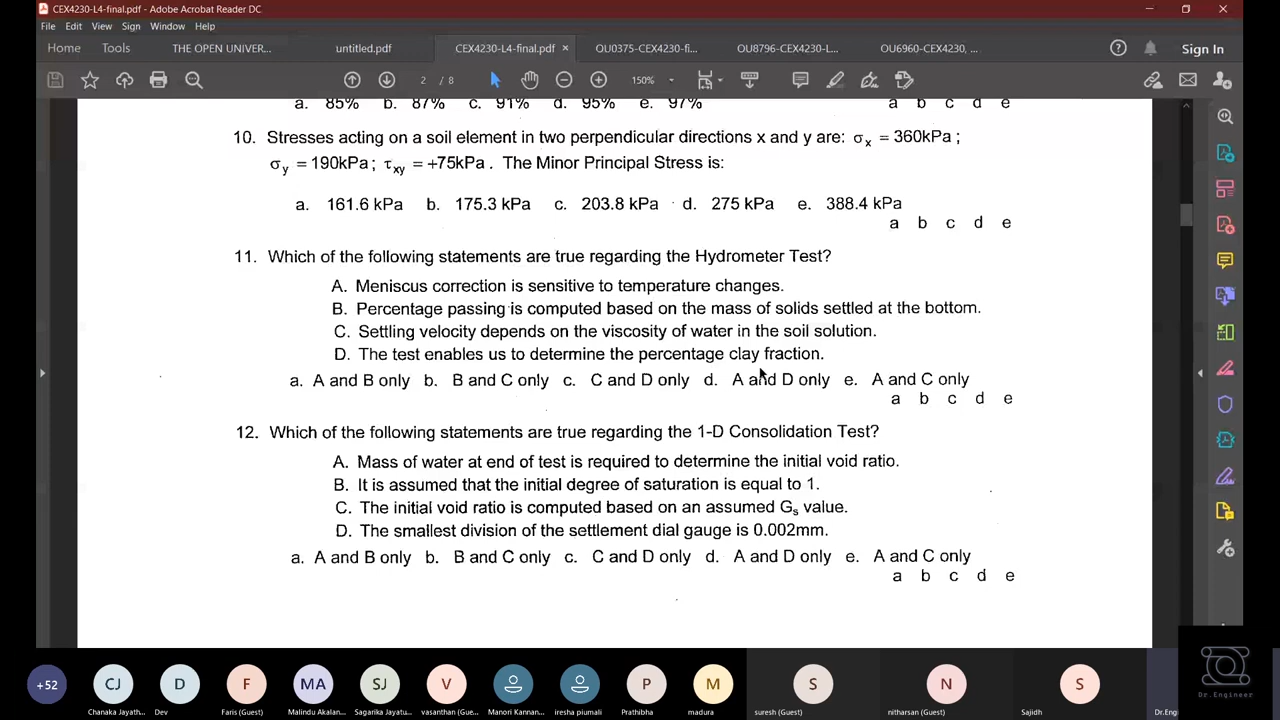 CEX4230-L4-final.pdf - Adobe Acrobat Reader DC
File Edit View Sign Window Help
Home Tools THE OPEN UNIVER... untitled.pdf CEX4230-L4-final.pdf × OU0375-CEX4230-fi... OU8796-CEX4230-L... OU6960-CEX4230, ... Sign In
2 / 8 150%
a. 85% b. 87% c. 91% d. 95% e. 97% a b c d e
10. Stresses acting on a soil element in two perpendicular directions x and y are: σx = 360kPa ;
σy = 190kPa ; τxy = +75kPa . The Minor Principal Stress is:
a. 161.6 kPa b. 175.3 kPa c. 203.8 kPa d. 275 kPa e. 388.4 kPa
a b c d e
11. Which of the following statements are true regarding the Hydrometer Test?
A. Meniscus correction is sensitive to temperature changes.
B. Percentage passing is computed based on the mass of solids settled at the bottom.
C. Settling velocity depends on the viscosity of water in the soil solution.
D. The test enables us to determine the percentage clay fraction.
a. A and B only b. B and C only c. C and D only d. A and D only e. A and C only
a b c d e
12. Which of the following statements are true regarding the 1-D Consolidation Test?
A. Mass of water at end of test is required to determine the initial void ratio.
B. It is assumed that the initial degree of saturation is equal to 1.
C. The initial void ratio is computed based on an assumed Gs value.
D. The smallest division of the settlement dial gauge is 0.002mm.
a. A and B only b. B and C only c. C and D only d. A and D only e. A and C only
a b c d e
+52 CJ D F MA SJ V P M S N S
Chanaka Jayath... Dev Faris (Guest) Malindu Akalan... Sagarika Jayatu... vasanthan (Gue... Manori Kannan... iresha piumali Prathibha madura suresh (Guest) nitharsan (Guest) Sajidh Dr.Eng
Dr.Engineer